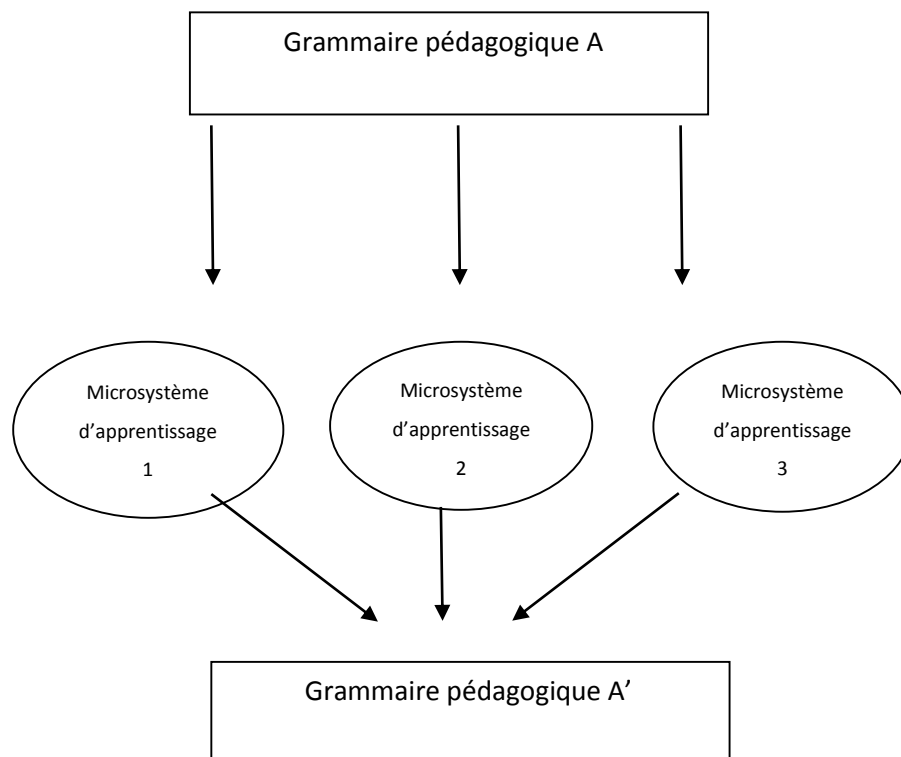 Grammaire pédagogique A
Microsystème
d’apprentissage
1
Microsystème
d’apprentissage
2
Microsystème
d’apprentissage
3
Grammaire pédagogique A’